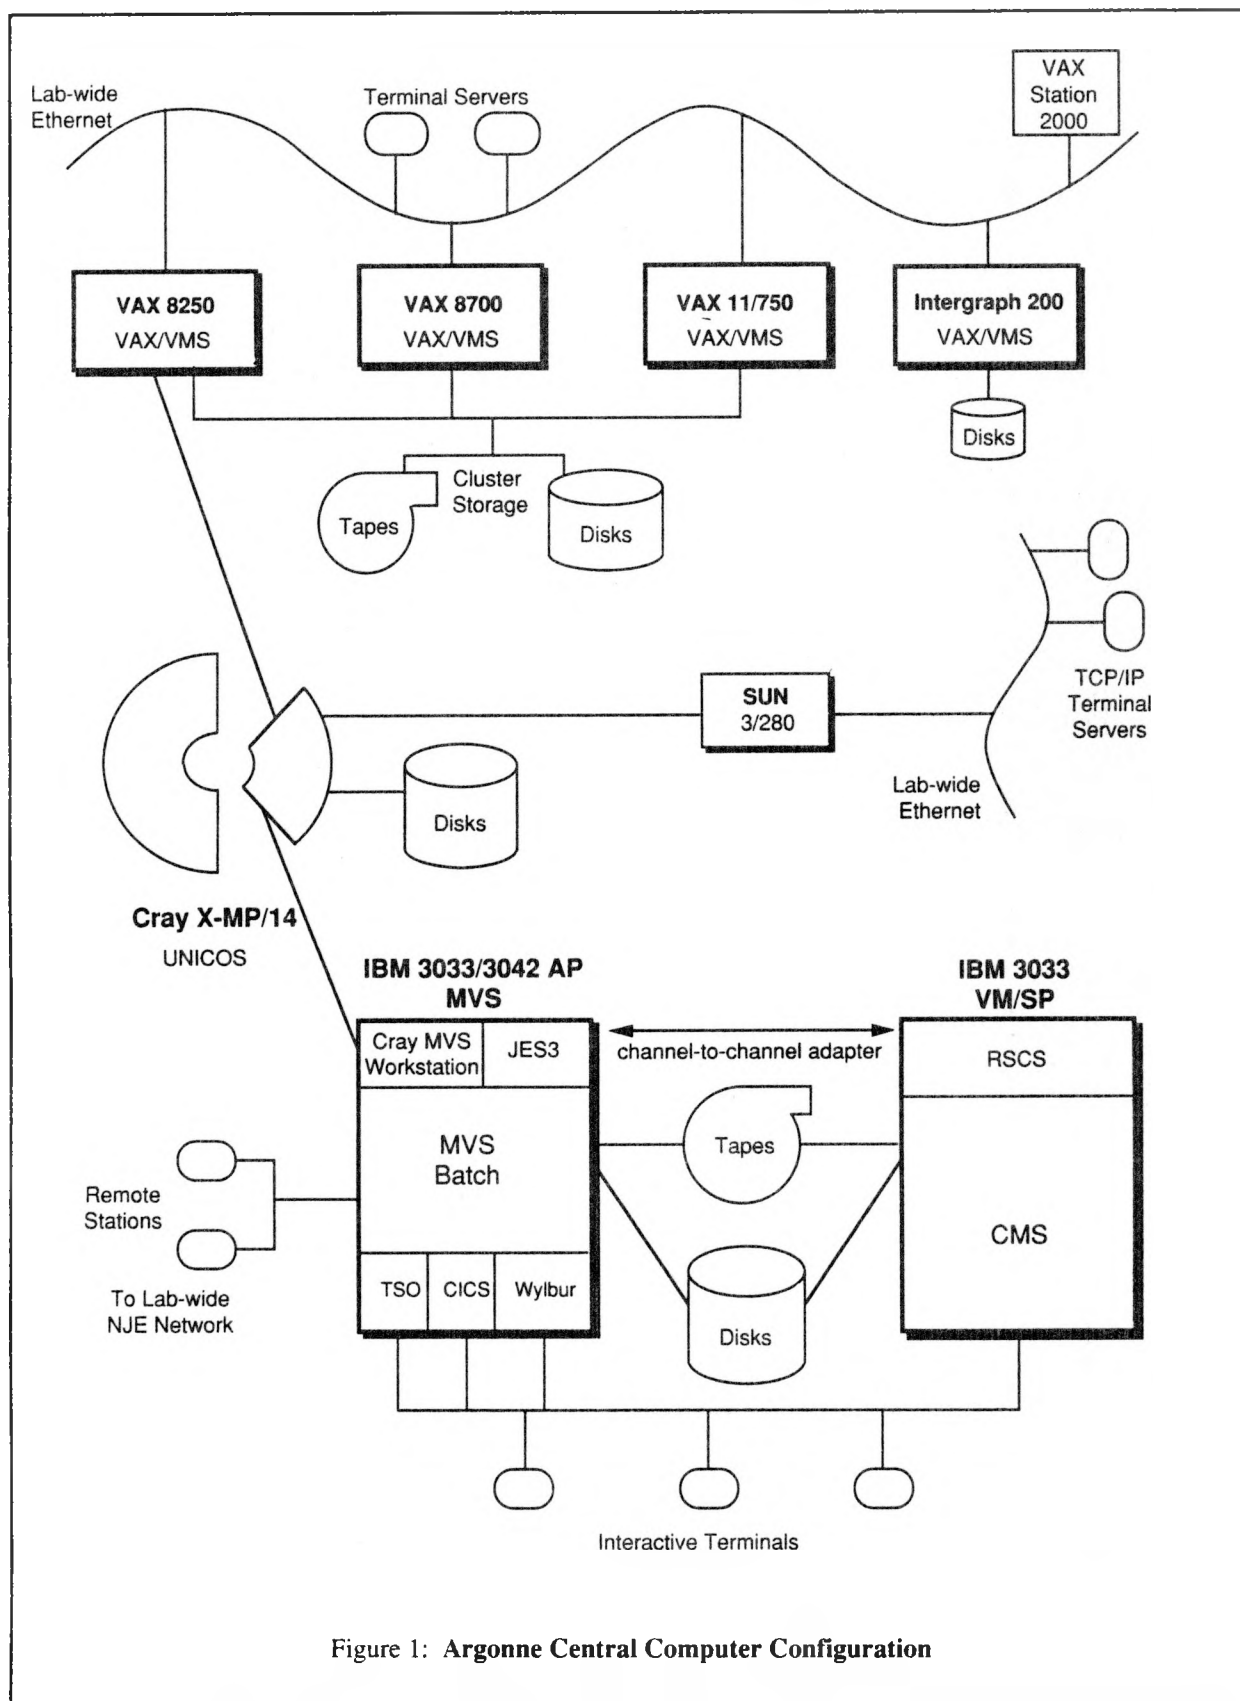 Lab-wide
Ethernet
Terminal Servers
VAX
Station
2000
VAX 8250
VAX/VMS
VAX 8700
VAX/VMS
VAX 11/750
VAX/VMS
Intergraph 200
VAX/VMS
Disks
Cluster
Storage
Tapes
Disks
TCP/IP
Terminal
Servers
SUN
3/280
Lab-wide
Ethernet
Disks
Cray X-MP/14
UNICOS
IBM 3033/3042 AP
MVS
IBM 3033
VM/SP
Cray MVS
Workstation
JES3
channel-to-channel adapter
RSCS
MVS
Batch
Tapes
Remote
Stations
CMS
TSO
CICS
Wylbur
To Lab-wide
NJE Network
Disks
Interactive Terminals
Figure 1: Argonne Central Computer Configuration